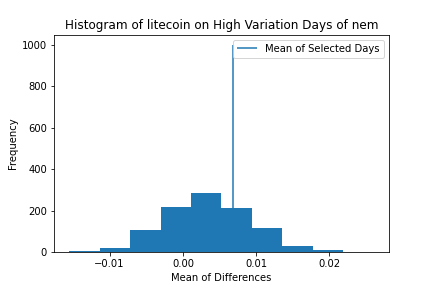 Histogram of litecoin on High Variation Days of nem
1000
800
600
400
200
0
Frequency
Mean of Selected Days
−0.01
0.00
0.01
0.02
Mean of Differences